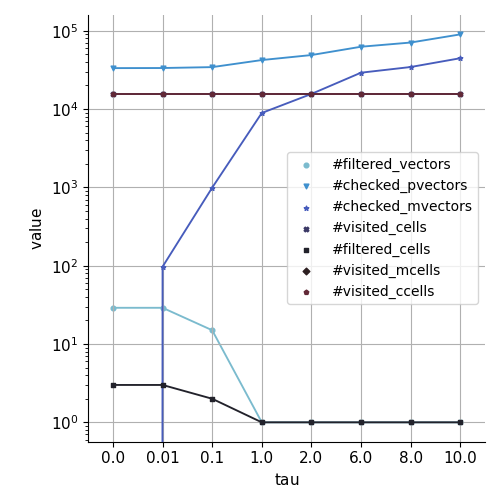 10⁵
10⁴
10³
10²
10¹
10⁰
value
#filtered_vectors
#checked_pvectors
#checked_mvectors
#visited_cells
#filtered_cells
#visited_mcells
#visited_ccells
0.0 0.01 0.1 1.0 2.0 6.0 8.0 10.0
tau